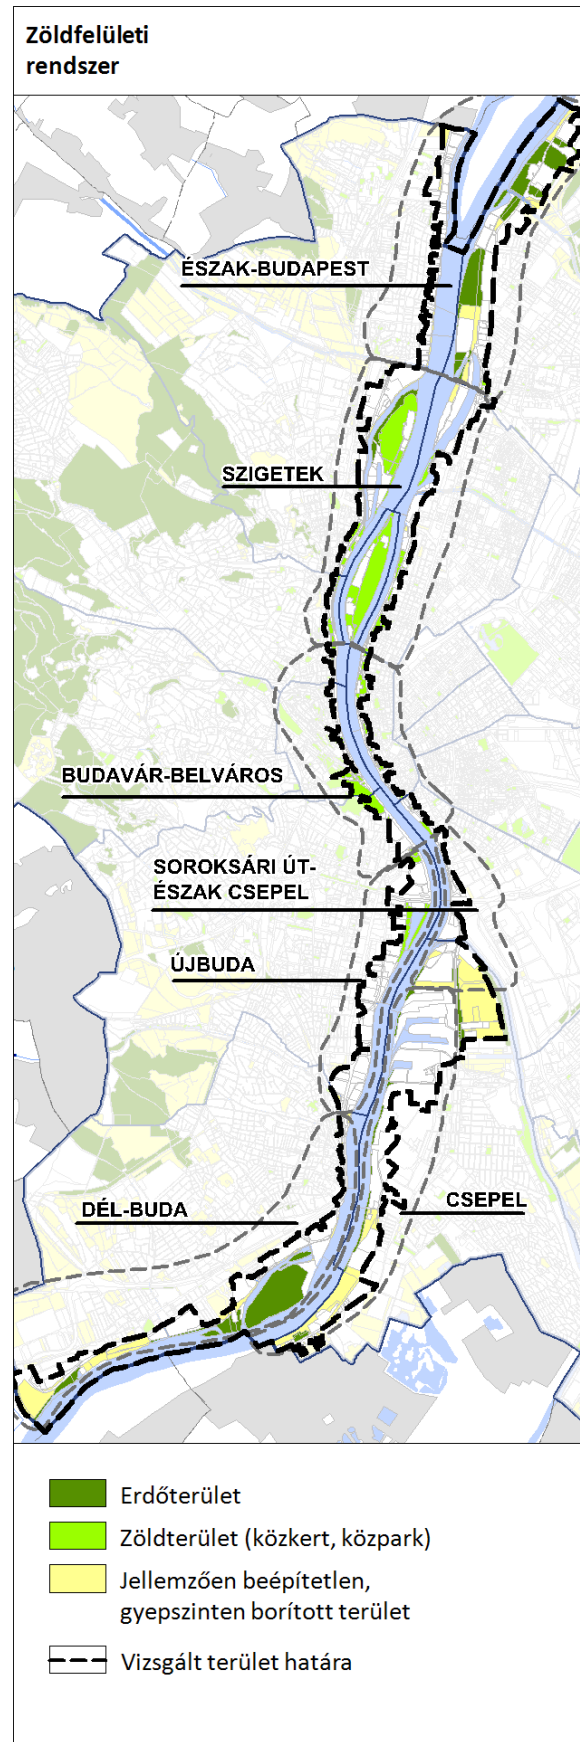 Zöldfelületi
rendszer
ÉSZAK-BUDAPEST
SZIGETEK
BUDAVÁR-BELVÁROS
SOROKSÁRI ÚT-
ÉSZAK CSEPEL
ÚJBUDA
CSEPEL
DÉL-BUDA
Erdőterület
Zöldterület (közkert, közpark)
Jellemzően beépítetlen,
gyepszinten borított terület
Vizsgált terület határa